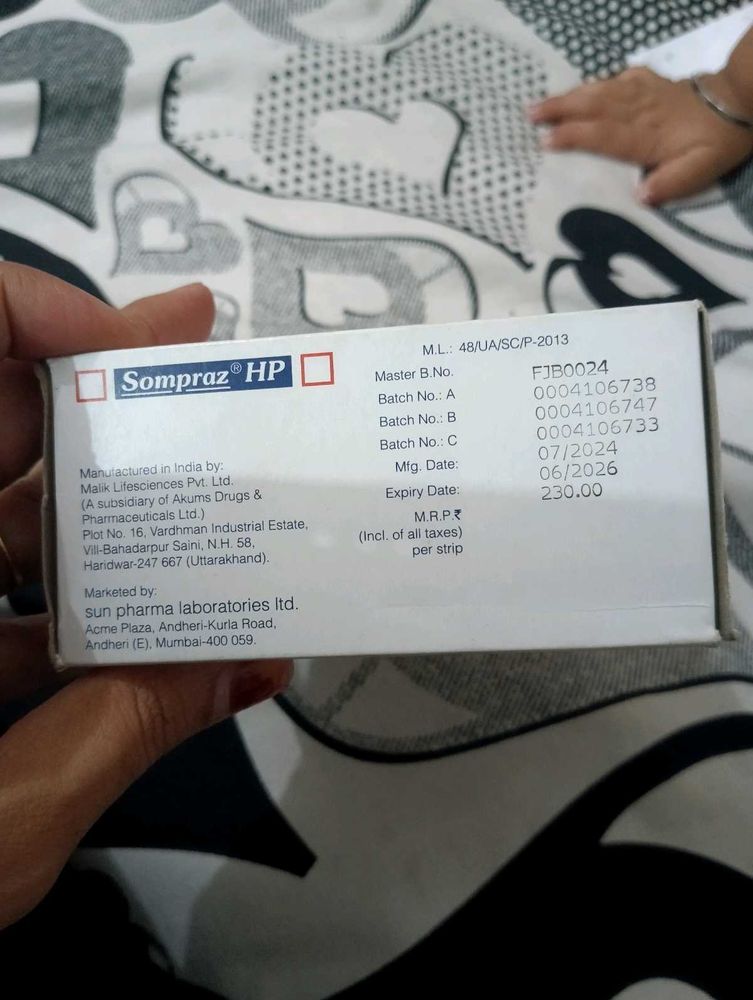 Sompraz® HP
Manufactured in India by:
Malik Lifesciences Pvt. Ltd.
(A subsidiary of Akums Drugs &
Pharmaceuticals Ltd.)
Plot No. 16, Vardhman Industrial Estate,
Vill-Bahadarpur Saini, N.H. 58,
Haridwar-247 667 (Uttarakhand).
Marketed by:
sun pharma laboratories ltd.
Acme Plaza, Andheri-Kurla Road,
Andheri (E), Mumbai-400 059.
M.L.: 48/UA/SC/P-2013
Master B.No. FJB0024
Batch No.: A 0004106738
Batch No.: B 0004106747
Batch No.: C 0004106733
Mfg. Date: 07/2024
Expiry Date: 06/2026
M.R.P.₹ 230.00
(Incl. of all taxes)
per strip